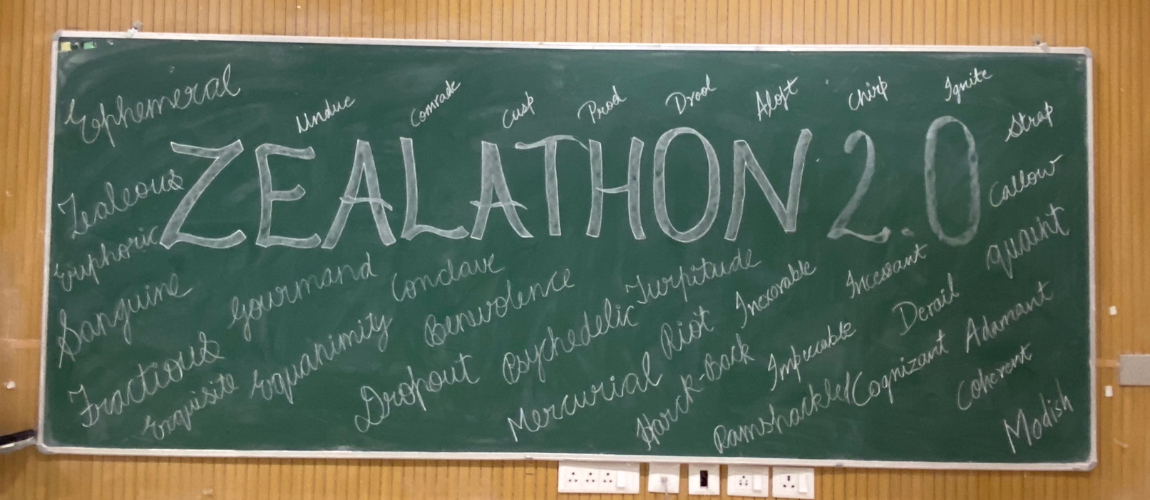 Ephemeral
Undue
Comrade
Cusp
Prod
Drool
Aloft
Chirp
Ignite
Strap
ZEALATHON 2.0
Zealous
Callow
Euphoric
quaint
Sanguine
Gourmand
Conclave
Benevolence
Turpitude
Inexorable
Incessant
Derail
Adamant
Fractious
Exquisite
Equanimity
Dropout
Psychedelic
Riot
Impeccable
Cognizant
Coherent
Mercurial
Ramshackled
Modish